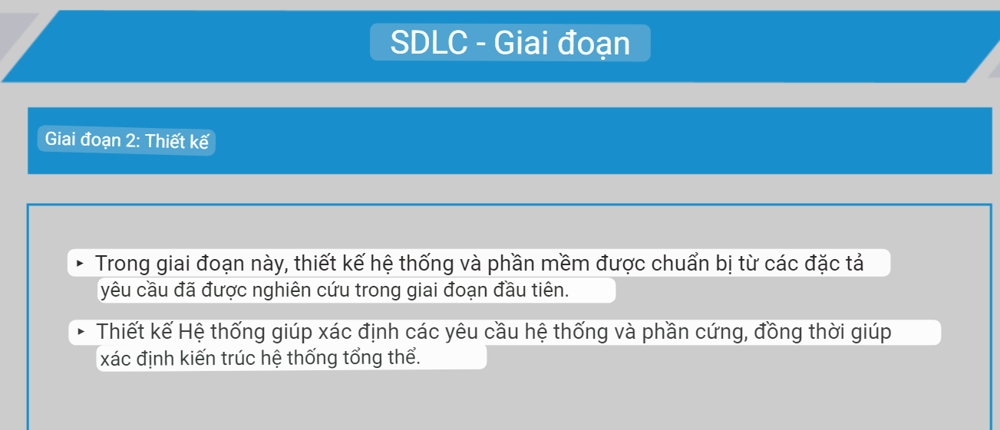 SDLC - Giai đoạn
Giai đoạn 2: Thiết kế
‣ Trong giai đoạn này, thiết kế hệ thống và phần mềm được chuẩn bị từ các đặc tả
yêu cầu đã được nghiên cứu trong giai đoạn đầu tiên.
‣ Thiết kế Hệ thống giúp xác định các yêu cầu hệ thống và phần cứng, đồng thời giúp
xác định kiến trúc hệ thống tổng thể.